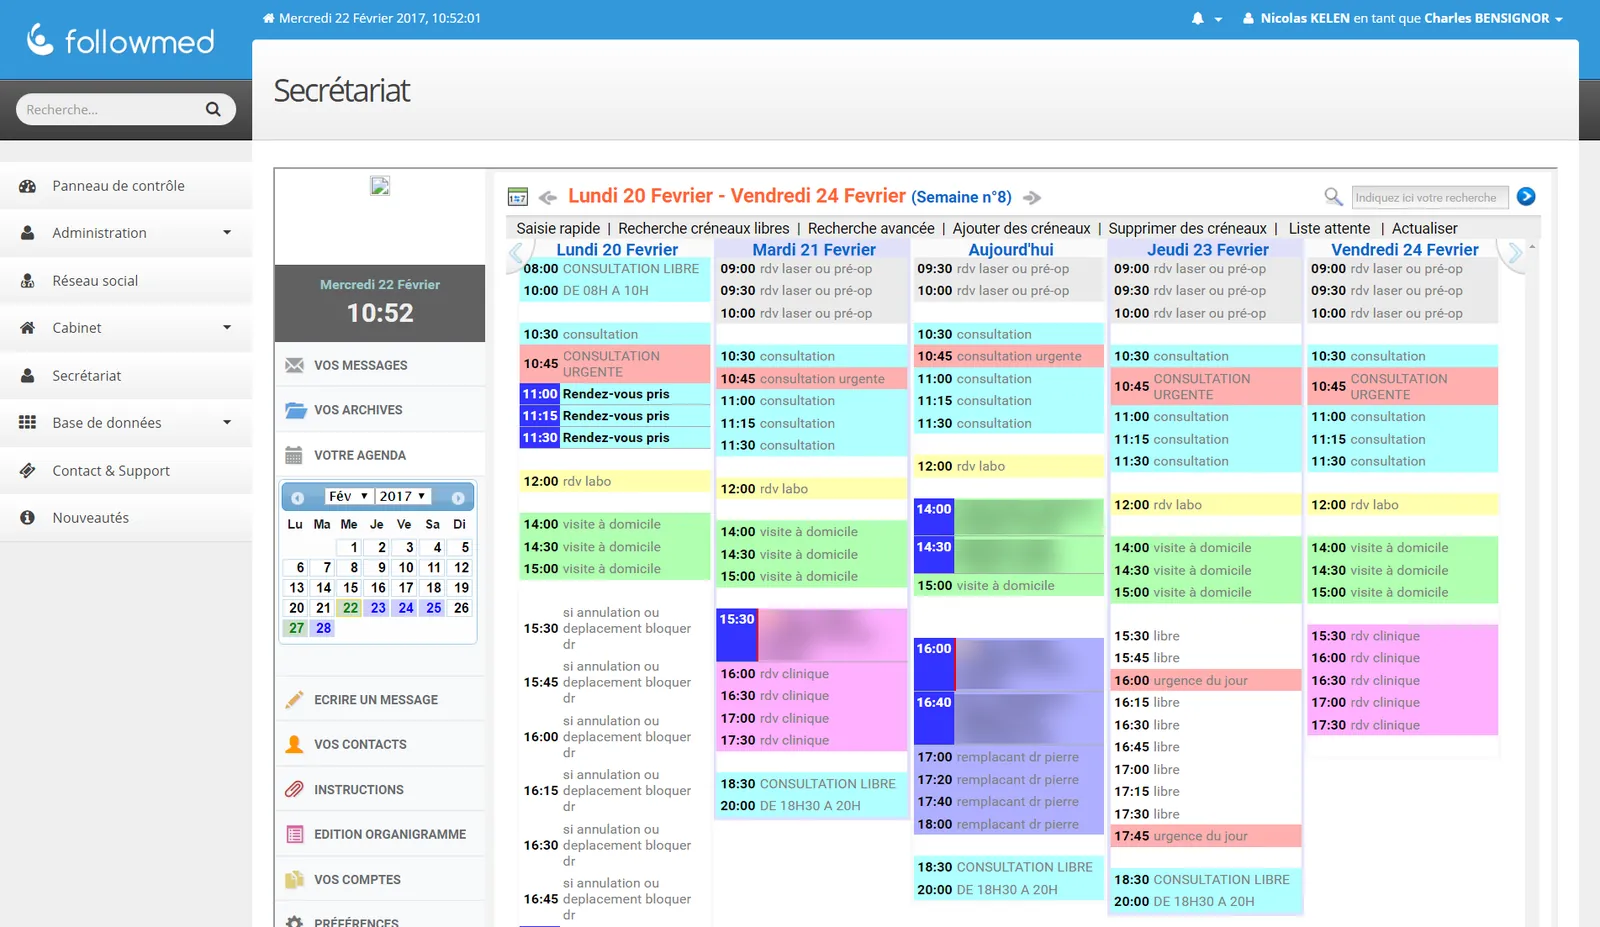 followmed
Mercredi 22 Février 2017, 10:52:01
Nicolas KELEN en tant que Charles BENSIGNOR
Recherche...
Secrétariat
Panneau de contrôle
Administration
Réseau social
Cabinet
Secrétariat
Base de données
Contact & Support
Nouveautés
Mercredi 22 Février
10:52
VOS MESSAGES
VOS ARCHIVES
VOTRE AGENDA
Fév 2017
Lu Ma Me Je Ve Sa Di
1 2 3 4 5
6 7 8 9 10 11 12
13 14 15 16 17 18 19
20 21 22 23 24 25 26
27 28
ECRIRE UN MESSAGE
VOS CONTACTS
INSTRUCTIONS
EDITION ORGANIGRAMME
VOS COMPTES
PRÉFÉRENCES
Lundi 20 Fevrier - Vendredi 24 Fevrier (Semaine n°8)
Indiquez ici votre recherche
Saisie rapide | Recherche créneaux libres | Recherche avancée | Ajouter des créneaux | Supprimer des créneaux | Liste attente | Actualiser
Lundi 20 Fevrier
08:00 CONSULTATION LIBRE
10:00 DE 08H A 10H
10:30 consultation
10:45 CONSULTATION
URGENTE
11:00 Rendez-vous pris
11:15 Rendez-vous pris
11:30 Rendez-vous pris
12:00 rdv labo
14:00 visite à domicile
14:30 visite à domicile
15:00 visite à domicile
si annulation ou
15:30 deplacement bloquer
dr
si annulation ou
15:45 deplacement bloquer
dr
si annulation ou
16:00 deplacement bloquer
dr
si annulation ou
16:15 deplacement bloquer
dr
si annulation ou
16:30 deplacement bloquer
dr
si annulation ou
16:45 deplacement bloquer
dr
Mardi 21 Fevrier
09:00 rdv laser ou pré-op
09:30 rdv laser ou pré-op
10:00 rdv laser ou pré-op
10:30 consultation
10:45 consultation urgente
11:00 consultation
11:15 consultation
11:30 consultation
12:00 rdv labo
14:00 visite à domicile
14:30 visite à domicile
15:00 visite à domicile
15:30
16:00 rdv clinique
16:30 rdv clinique
17:00 rdv clinique
17:30 rdv clinique
18:30 CONSULTATION LIBRE
20:00 DE 18H30 A 20H
Aujourd'hui
09:30 rdv laser ou pré-op
10:00 rdv laser ou pré-op
10:30 consultation
10:45 consultation urgente
11:00 consultation
11:15 consultation
11:30 consultation
12:00 rdv labo
14:00
14:30
15:00 visite à domicile
16:00
16:40
17:00 remplacant dr pierre
17:20 remplacant dr pierre
17:40 remplacant dr pierre
18:00 remplacant dr pierre
18:30 CONSULTATION LIBRE
20:00 DE 18H30 A 20H
Jeudi 23 Fevrier
09:00 rdv laser ou pré-op
09:30 rdv laser ou pré-op
10:00 rdv laser ou pré-op
10:30 consultation
10:45 CONSULTATION
URGENTE
11:00 consultation
11:15 consultation
11:30 consultation
12:00 rdv labo
14:00 visite à domicile
14:30 visite à domicile
15:00 visite à domicile
15:30 libre
15:45 libre
16:00 urgence du jour
16:15 libre
16:30 libre
16:45 libre
17:00 libre
17:15 libre
17:30 libre
17:45 urgence du jour
18:30 CONSULTATION LIBRE
20:00 DE 18H30 A 20H
Vendredi 24 Fevrier
09:00 rdv laser ou pré-op
09:30 rdv laser ou pré-op
10:00 rdv laser ou pré-op
10:30 consultation
10:45 CONSULTATION
URGENTE
11:00 consultation
11:15 consultation
11:30 consultation
12:00 rdv labo
14:00 visite à domicile
14:30 visite à domicile
15:00 visite à domicile
15:30 rdv clinique
16:00 rdv clinique
16:30 rdv clinique
17:00 rdv clinique
17:30 rdv clinique